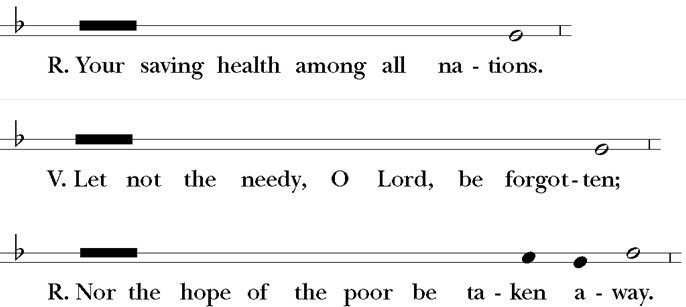 R. Your saving health among all na - tions.
V. Let not the needy, O Lord, be forgot - ten;
R. Nor the hope of the poor be ta - ken a - way.